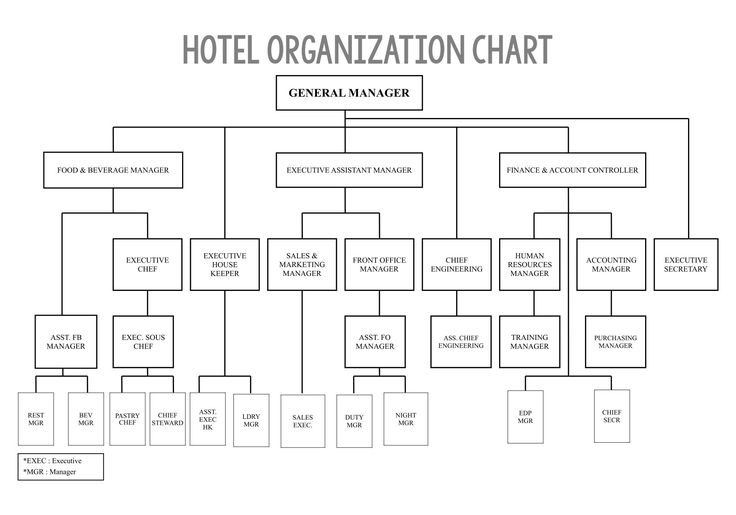 HOTEL ORGANIZATION CHART
GENERAL MANAGER
FOOD & BEVERAGE MANAGER
EXECUTIVE ASSISTANT MANAGER
FINANCE & ACCOUNT CONTROLLER
EXECUTIVE
CHEF
EXECUTIVE
HOUSE
KEEPER
SALES &
MARKETING
MANAGER
FRONT OFFICE
MANAGER
CHIEF
ENGINEERING
HUMAN
RESOURCES
MANAGER
ACCOUNTING
MANAGER
EXECUTIVE
SECRETARY
ASST. FB
MANAGER
EXEC. SOUS
CHEF
ASST. FO
MANAGER
ASS. CHIEF
ENGINEERING
TRAINING
MANAGER
PURCHASING
MANAGER
REST
MGR
BEV
MGR
PASTRY
CHEF
CHIEF
STEWARD
ASST.
EXEC
HK
LDRY
MGR
SALES
EXEC.
DUTY
MGR
NIGHT
MGR
EDP
MGR
CHIEF
SECR
*EXEC : Executive
*MGR : Manager